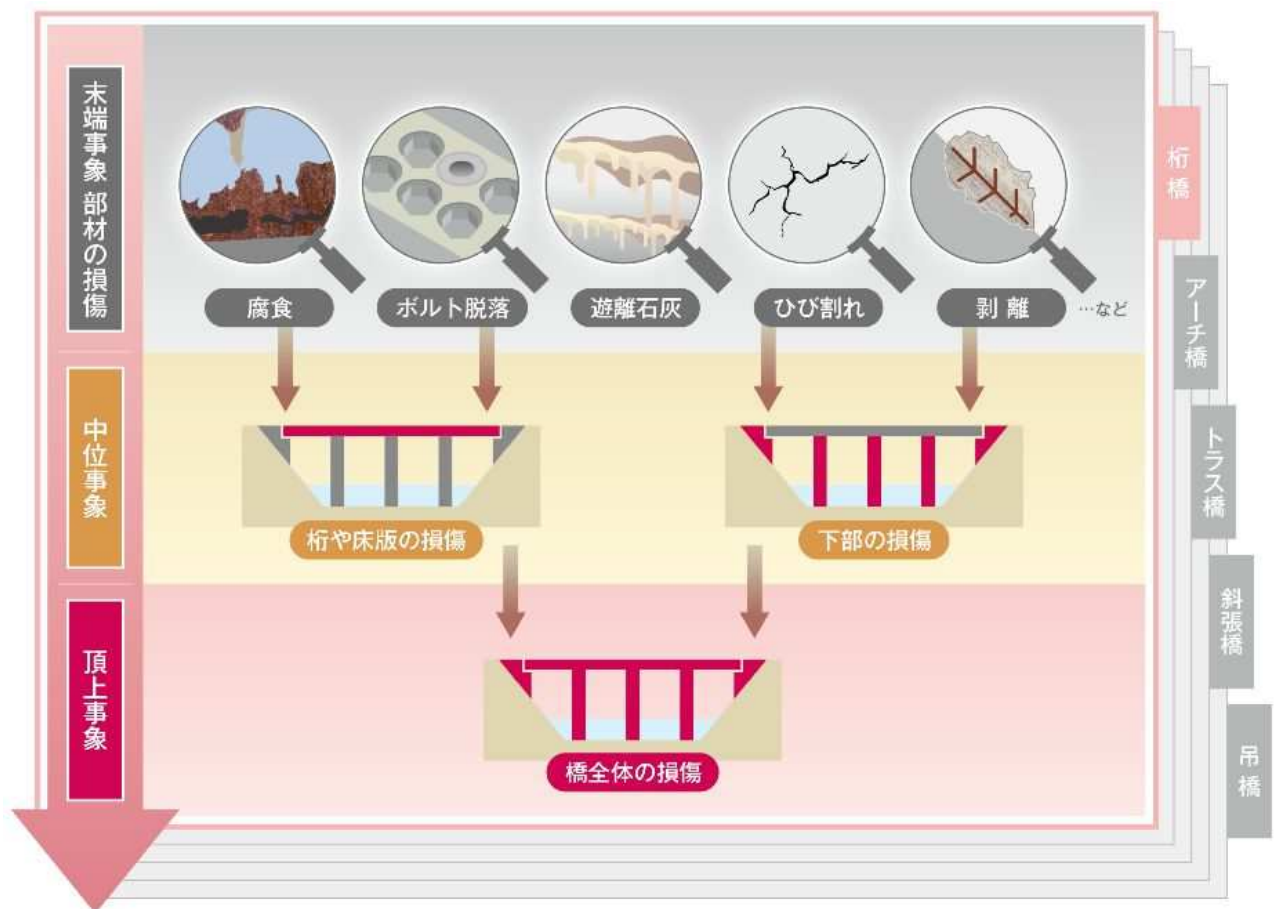 末端事象 部材の損傷
腐食
ボルト脱落
遊離石灰
ひび割れ
剥 離
…など
中位事象
桁や床版の損傷
下部の損傷
頂上事象
橋全体の損傷
桁橋
アーチ橋
トラス橋
斜張橋
吊橋